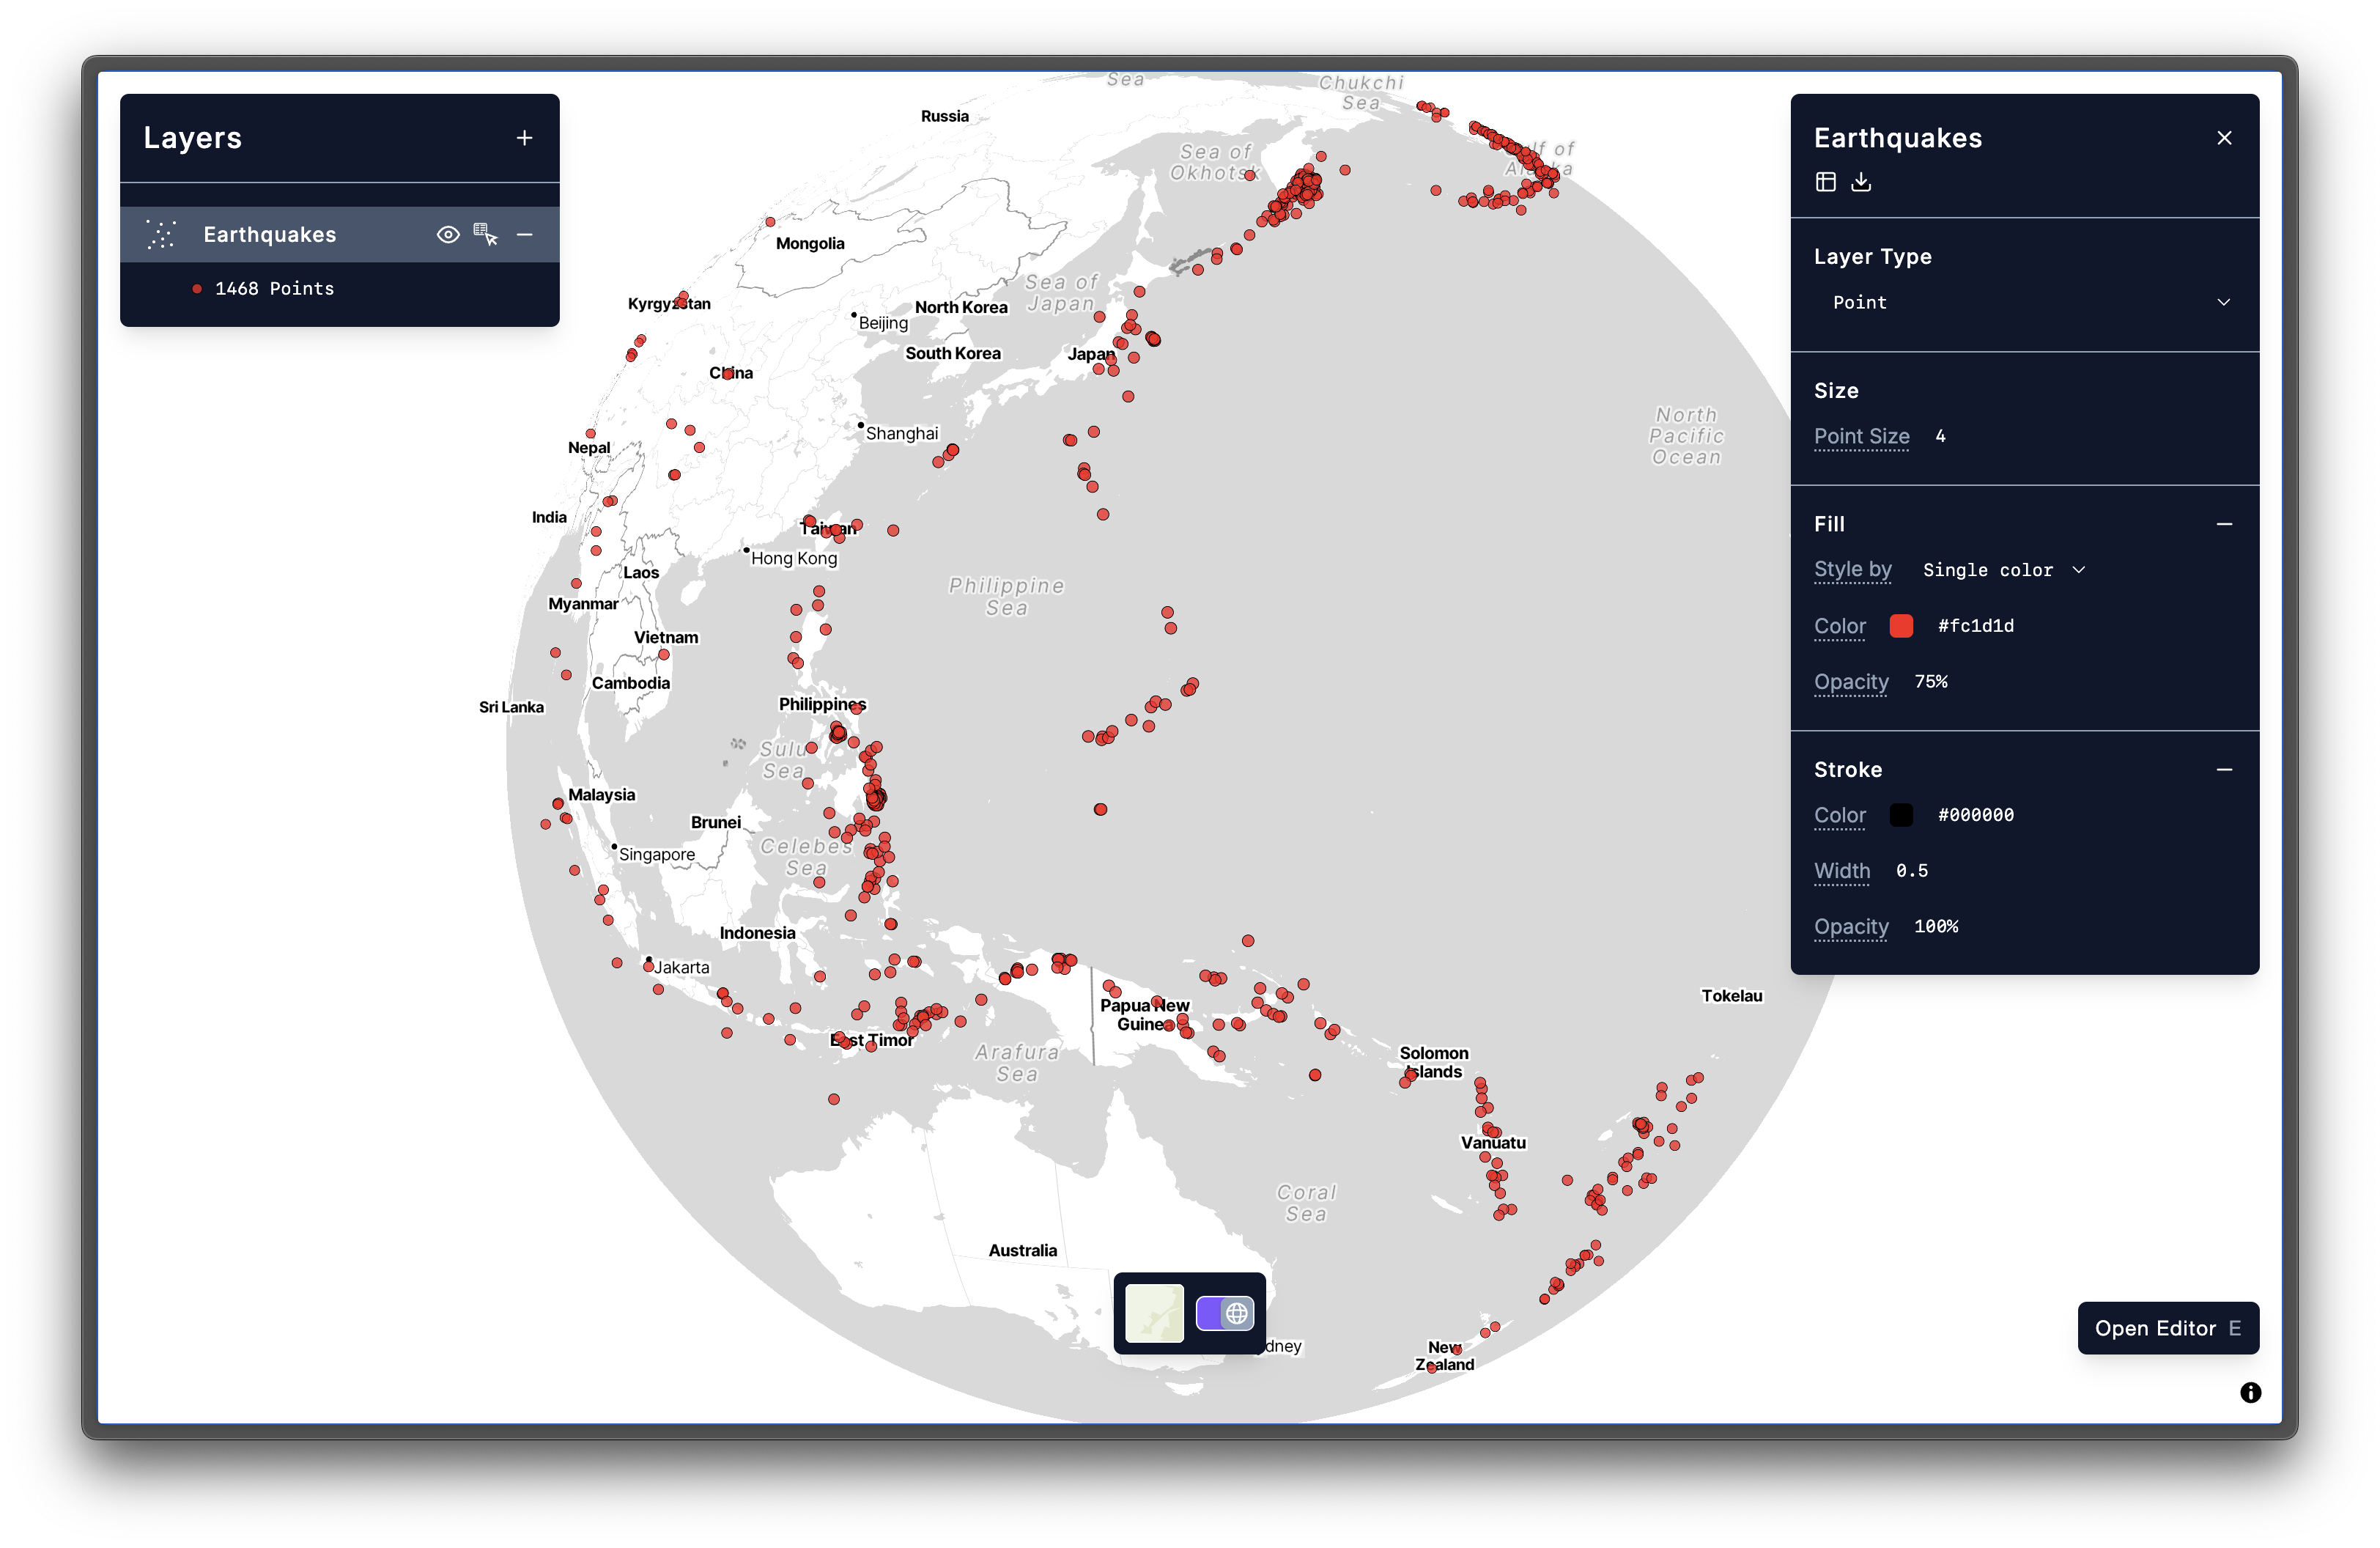 Layers
Earthquakes
1468 Points
Sea
Chukchi
Sea
Russia
Sea of
Okhotsk
Gulf of
Alaska
Mongolia
Kyrgyzstan
Beijing
North Korea
Sea of
Japan
South Korea
Japan
China
Shanghai
Nepal
North
Pacific
Ocean
India
Taiwan
Hong Kong
Laos
Myanmar
Philippine
Sea
Vietnam
Cambodia
Sri Lanka
Philippines
Sulu
Sea
Malaysia
Brunei
Singapore
Celebes
Sea
Indonesia
Jakarta
Papua New
Guinea
East Timor
Arafura
Sea
Tokelau
Solomon
Islands
Vanuatu
Coral
Sea
Australia
dney
New
Zealand
Earthquakes
Layer Type
Point
Size
Point Size 4
Fill
Style by Single color
Color #fc1d1d
Opacity 75%
Stroke
Color #000000
Width 0.5
Opacity 100%
Open Editor E